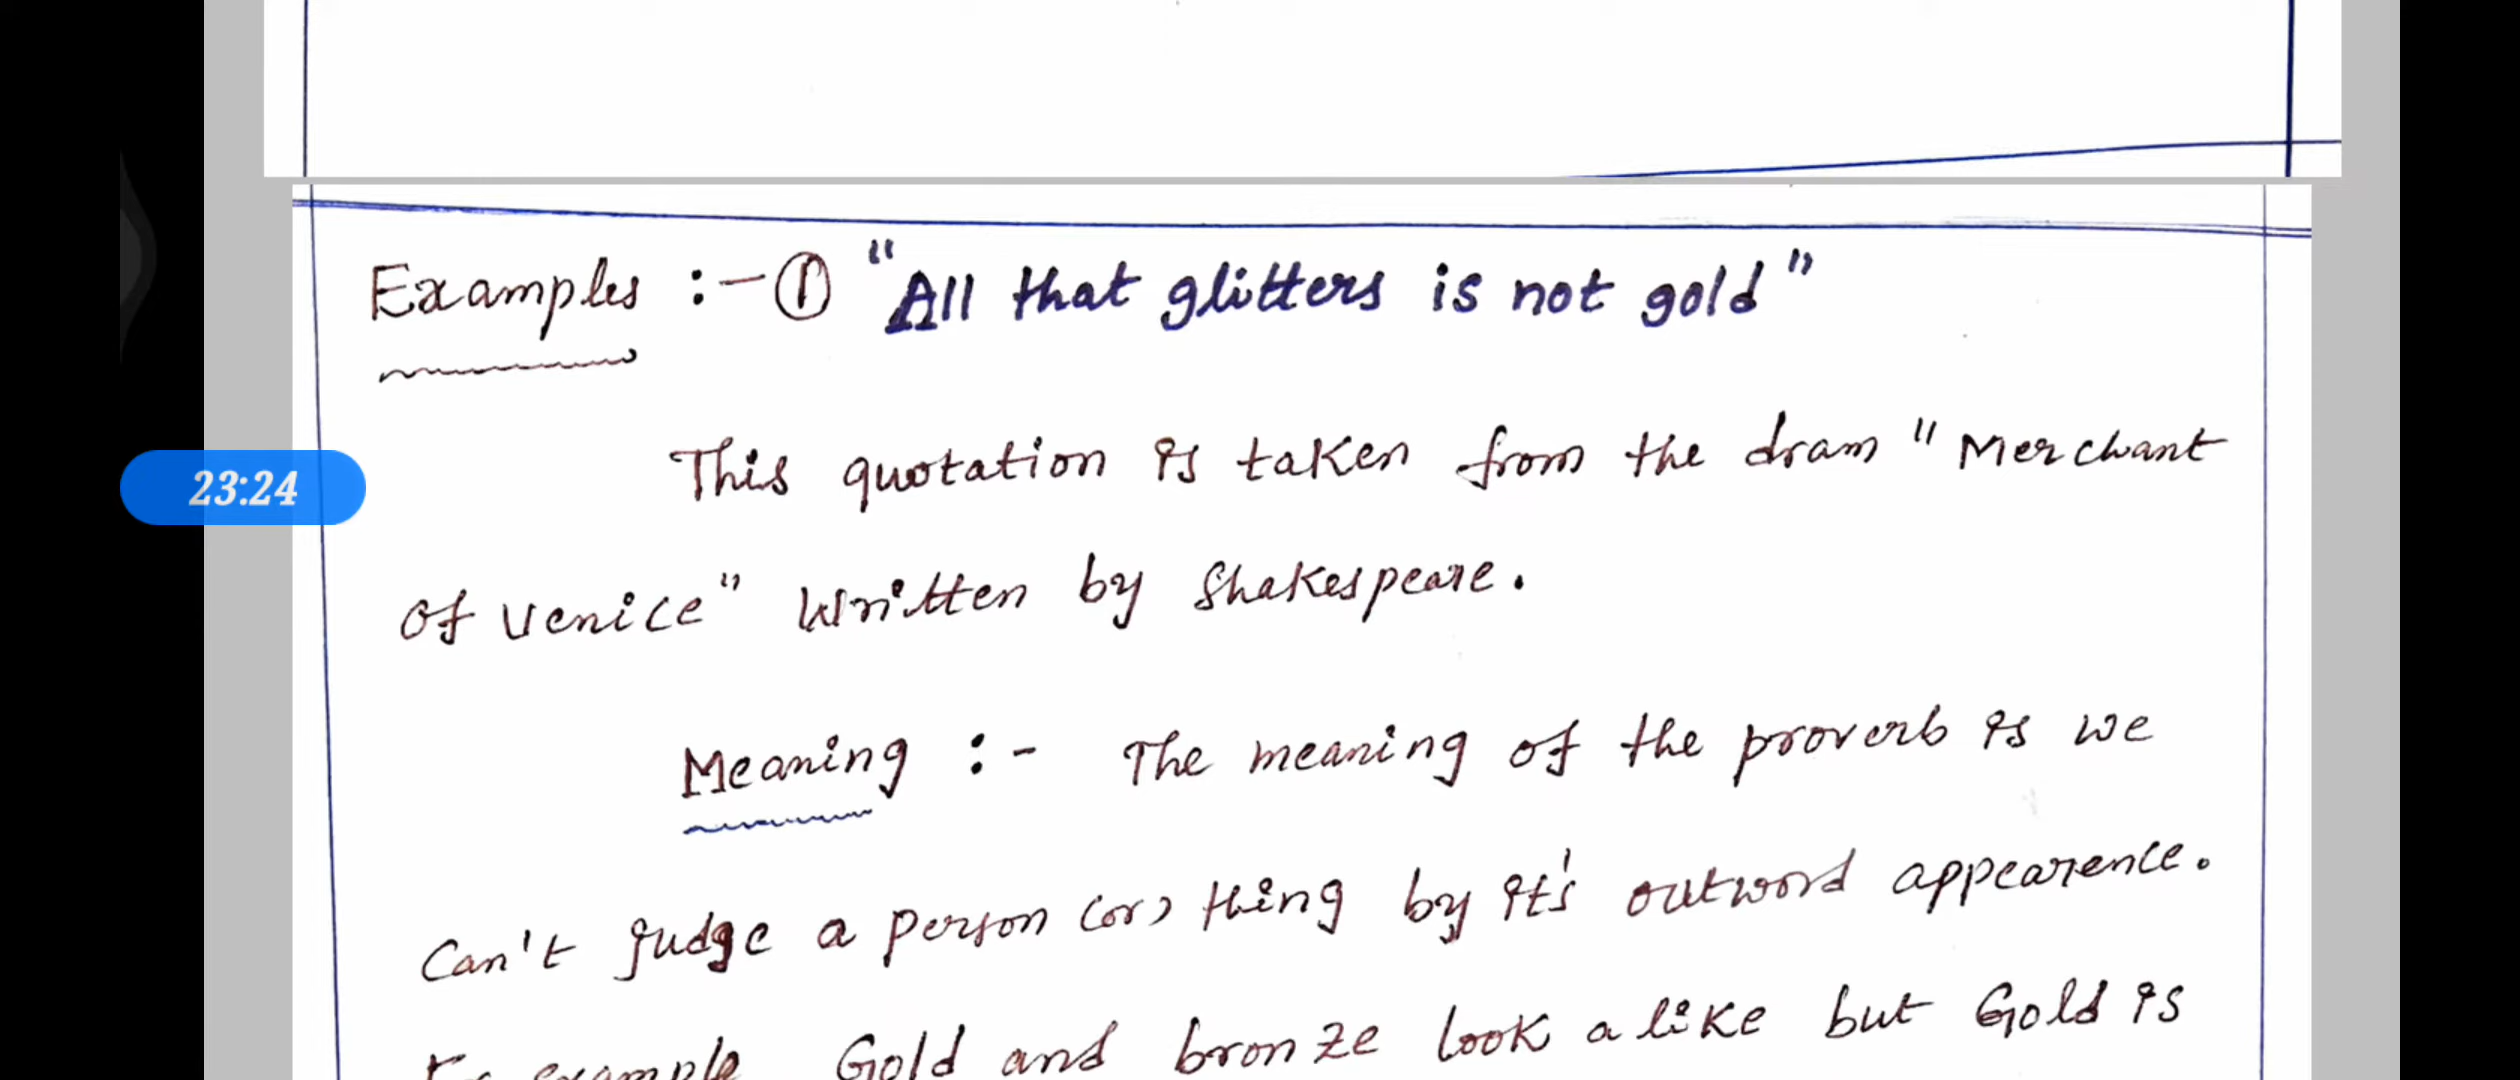 Examples :- ① "All that glitters is not gold"
This quotation is taken from the dram "Merchant
23:24
of venice" written by Shakespeare.
Meaning :- The meaning of the proverb is we
Can't judge a person (or) thing by it's outword appearence.
example Gold and bronze look a like but Gold is